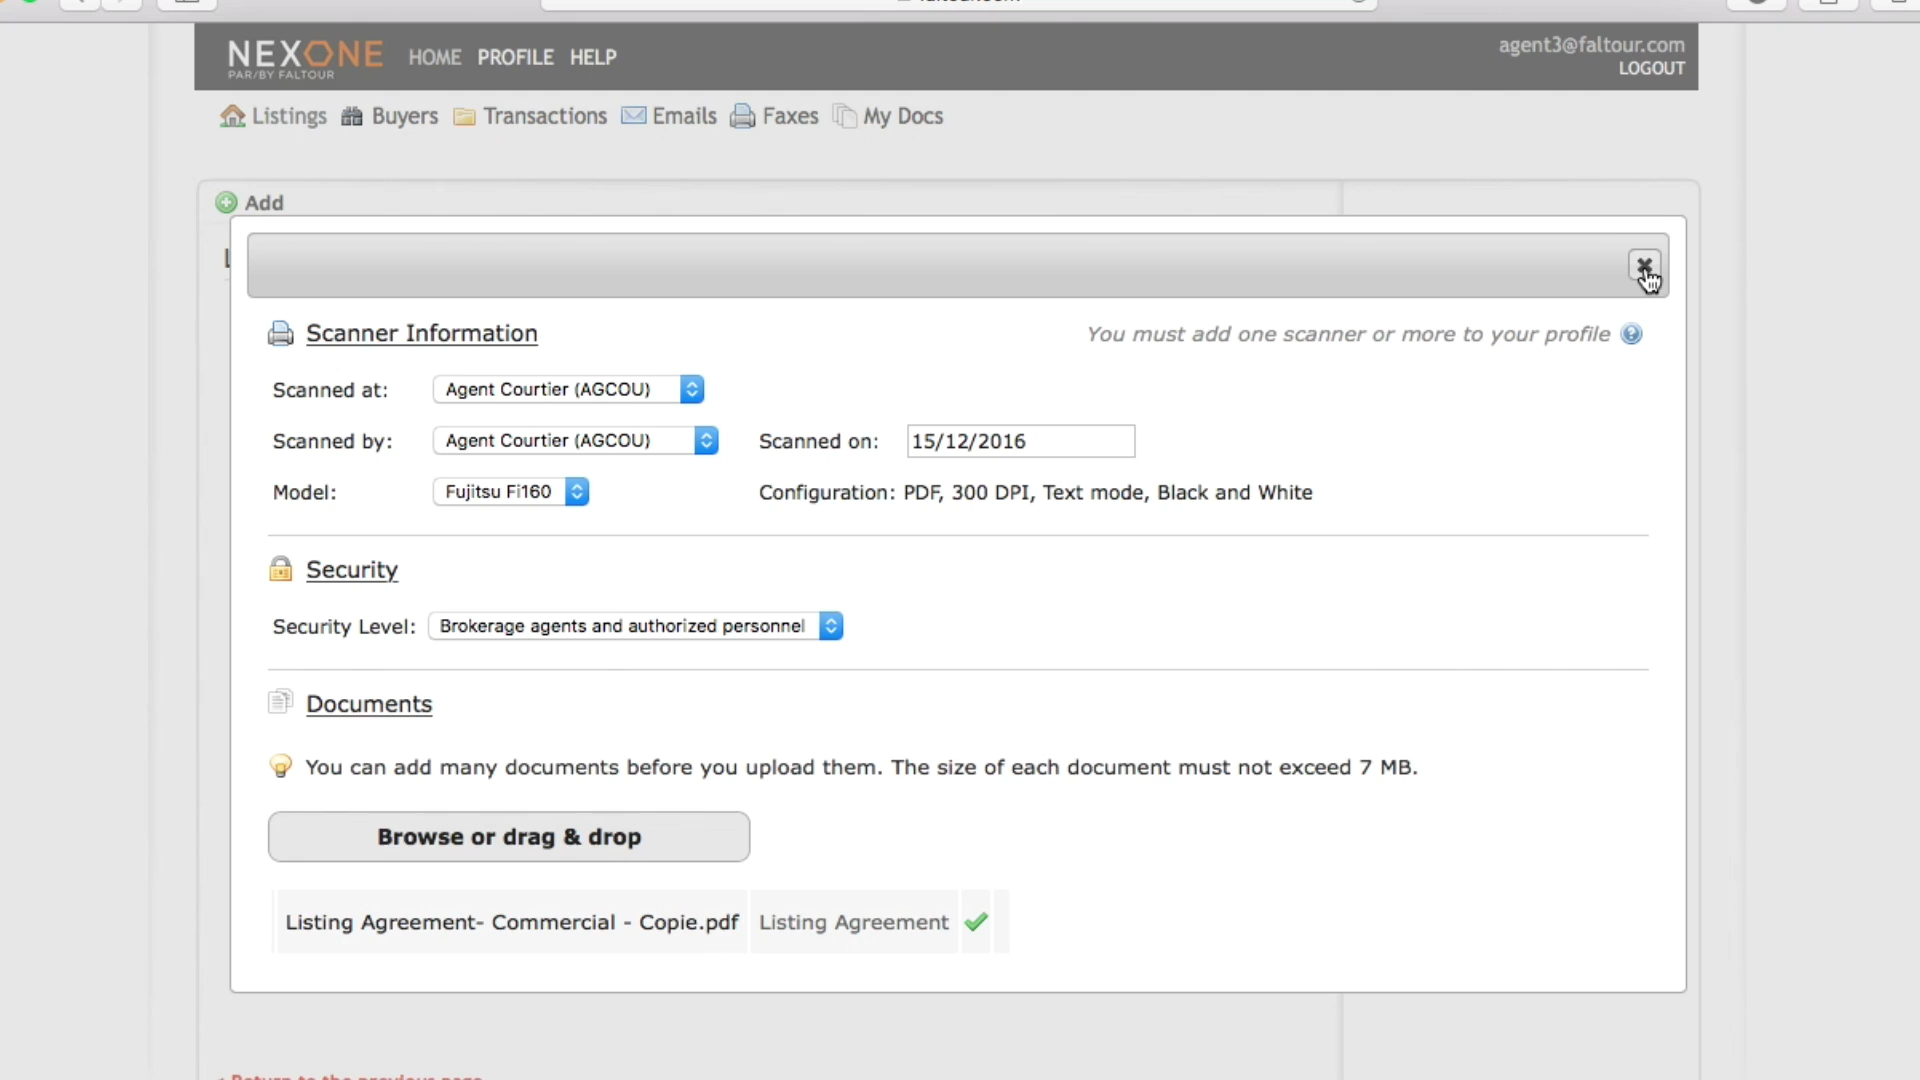 NEXONE HOME PROFILE HELP
PAR/BY FALTOUR
agent3@faltour.com
LOGOUT
Listings Buyers Transactions Emails Faxes My Docs
Add
Scanner Information
You must add one scanner or more to your profile
Scanned at: Agent Courtier (AGCOU)
Scanned by: Agent Courtier (AGCOU) Scanned on: 15/12/2016
Model: Fujitsu Fi160 Configuration: PDF, 300 DPI, Text mode, Black and White
Security
Security Level: Brokerage agents and authorized personnel
Documents
You can add many documents before you upload them. The size of each document must not exceed 7 MB.
Browse or drag & drop
Listing Agreement- Commercial - Copie.pdf Listing Agreement
Return to the previous page